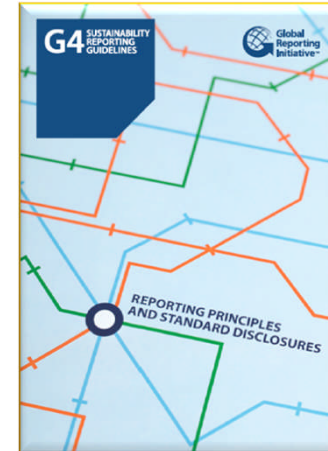 G4 SUSTAINABILITY
REPORTING
GUIDELINES
Global
Reporting
Initiative™
REPORTING PRINCIPLES
AND STANDARD DISCLOSURES